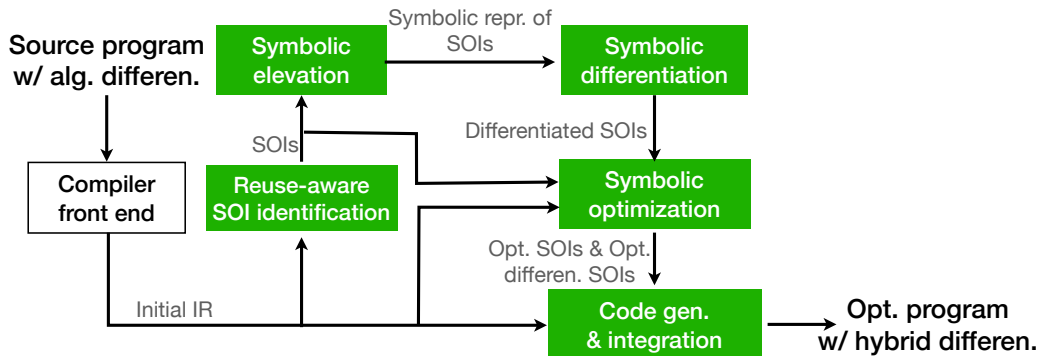 Source program
w/ alg. differen.
Symbolic
elevation
Symbolic repr. of
SOIs
Symbolic
differentiation
SOIs
Differentiated SOIs
Compiler
front end
Reuse-aware
SOI identification
Symbolic
optimization
Opt. SOIs & Opt.
differen. SOIs
Initial IR
Code gen.
& integration
Opt. program
w/ hybrid differen.